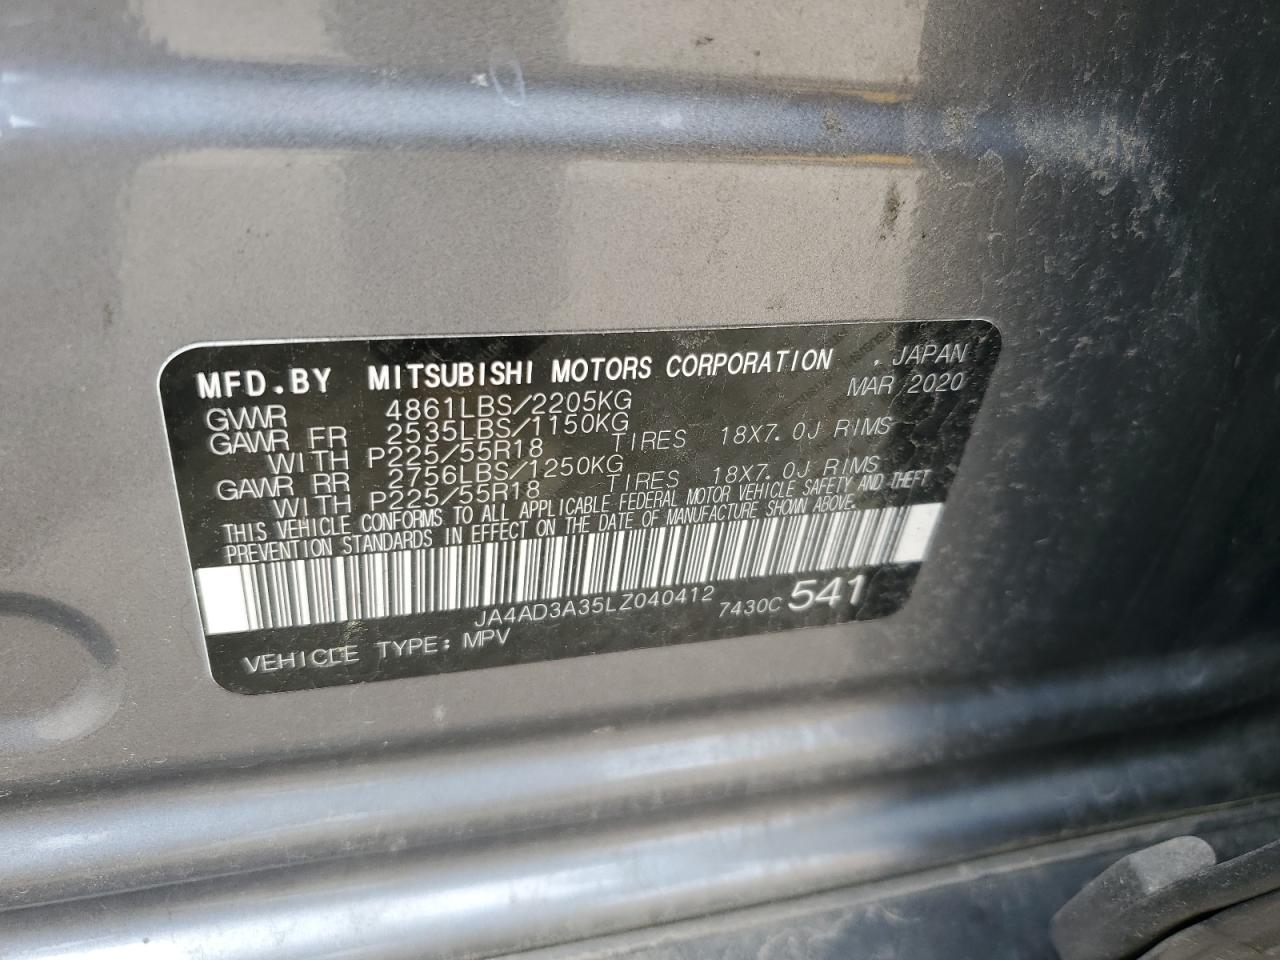 MFD.BY MITSUBISHI MOTORS CORPORATION , JAPAN
MAR 2020
GVWR 4861LBS/2205KG
GAWR FR 2535LBS/1150KG
WITH P225/55R18 TIRES 18X7.0J RIMS
GAWR RR 2756LBS/1250KG
WITH P225/55R18 TIRES 18X7.0J RIMS
THIS VEHICLE CONFORMS TO ALL APPLICABLE FEDERAL MOTOR VEHICLE SAFETY AND THEFT
PREVENTION STANDARDS IN EFFECT ON THE DATE OF MANUFACTURE SHOWN ABOVE.
JA4AD3A35LZ040412 7430C 541
VEHICLE TYPE: MPV